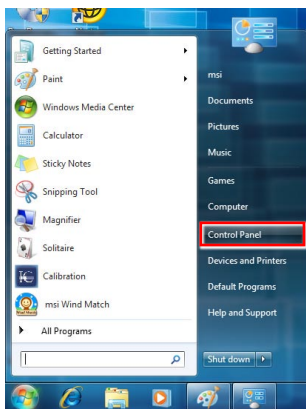 Getting Started
Paint
Windows Media Center
Calculator
Sticky Notes
Snipping Tool
Magnifier
Solitaire
Calibration
msi Wind Match
All Programs
msi
Documents
Pictures
Music
Games
Computer
Control Panel
Devices and Printers
Default Programs
Help and Support
Shut down